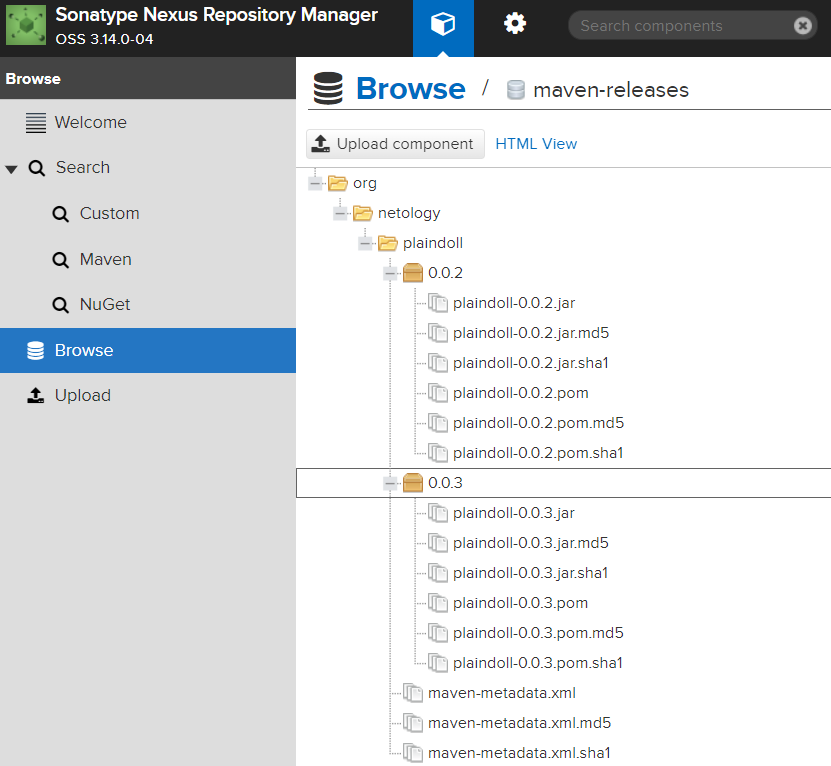 Sonatype Nexus Repository Manager
OSS 3.14.0-04
Search components
Browse
Welcome
Search
Custom
Maven
NuGet
Browse
Upload
Browse / maven-releases
Upload component HTML View
org
netology
plaindoll
0.0.2
plaindoll-0.0.2.jar
plaindoll-0.0.2.jar.md5
plaindoll-0.0.2.jar.sha1
plaindoll-0.0.2.pom
plaindoll-0.0.2.pom.md5
plaindoll-0.0.2.pom.sha1
0.0.3
plaindoll-0.0.3.jar
plaindoll-0.0.3.jar.md5
plaindoll-0.0.3.jar.sha1
plaindoll-0.0.3.pom
plaindoll-0.0.3.pom.md5
plaindoll-0.0.3.pom.sha1
maven-metadata.xml
maven-metadata.xml.md5
maven-metadata.xml.sha1